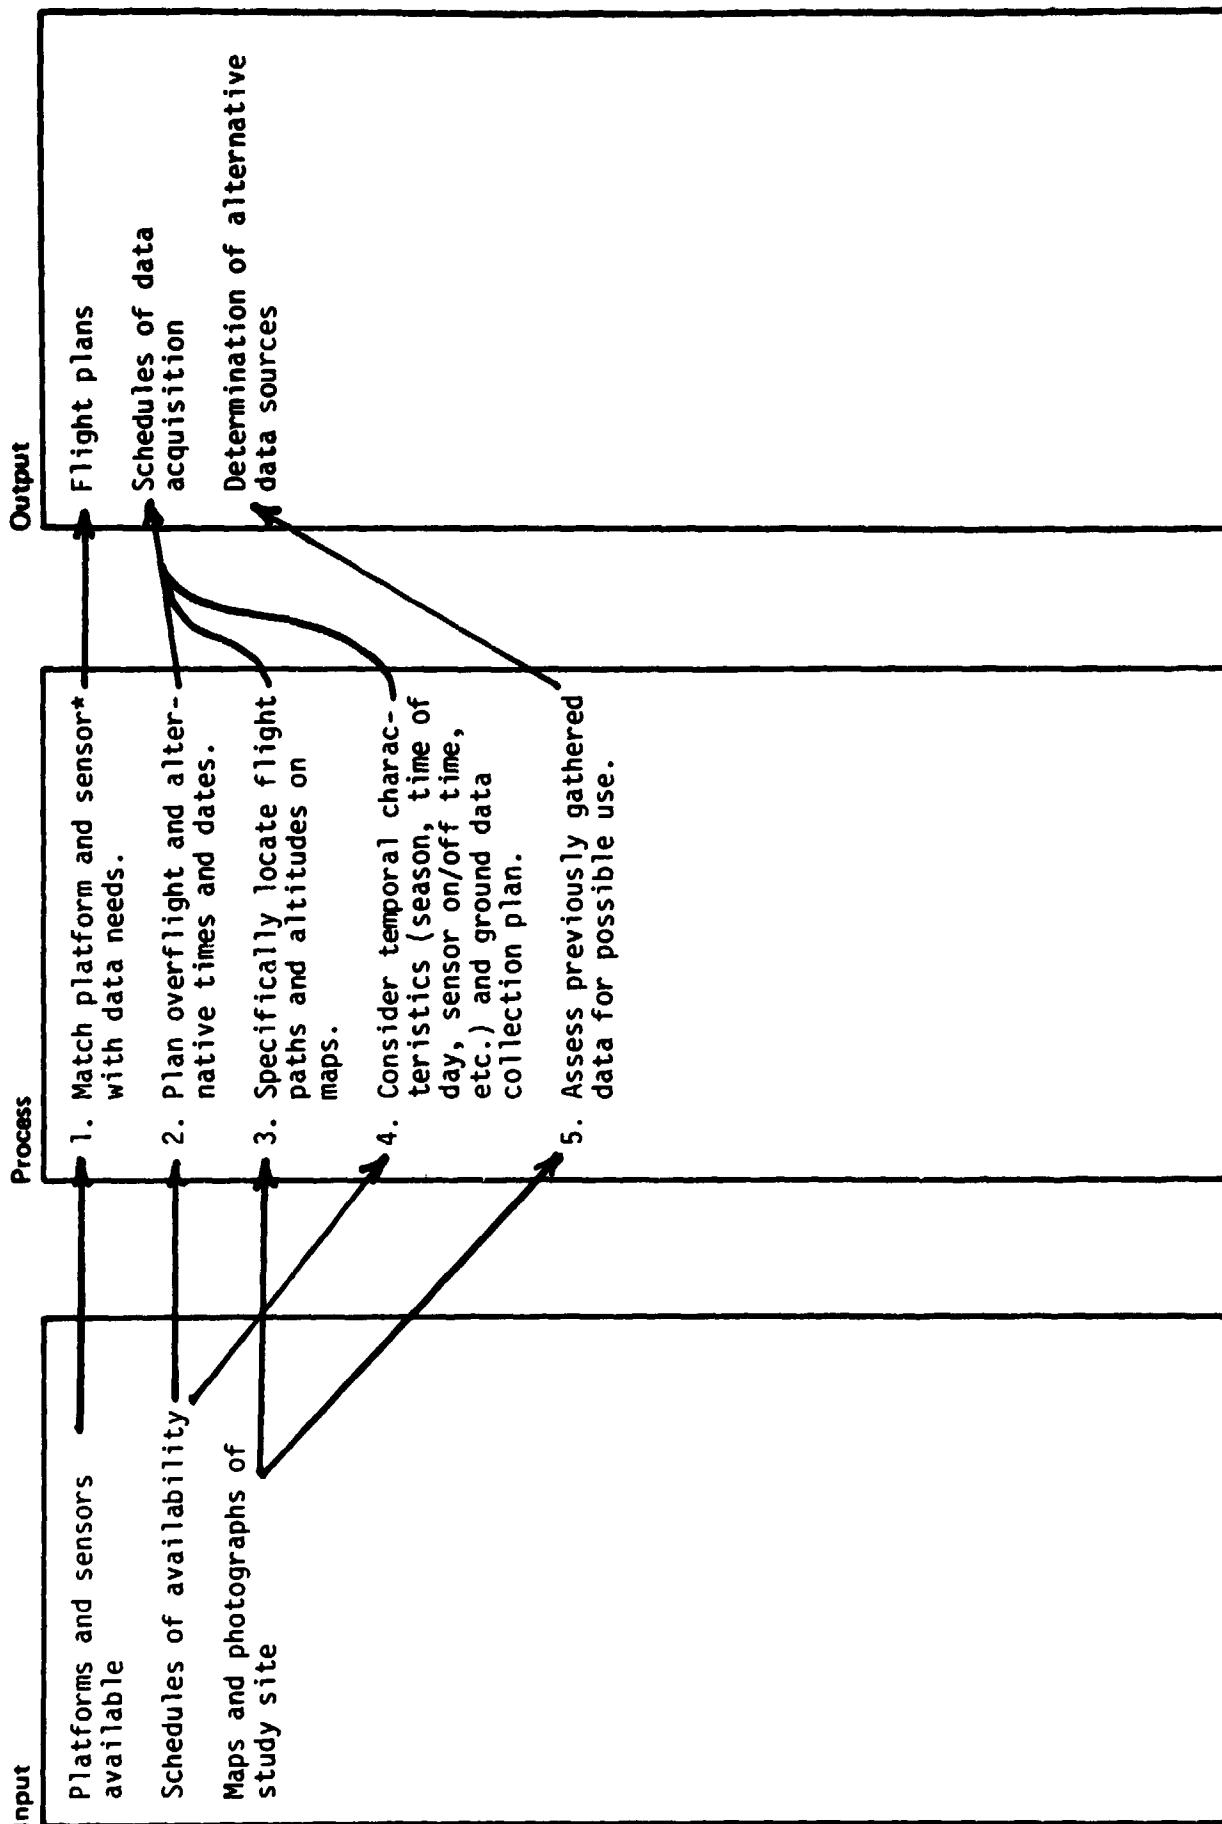 Input
Platforms and sensors
available
Schedules of availability
Maps and photographs of
study site
Process
1. Match platform and sensor*
with data needs.
2. Plan overflight and alter-
native times and dates.
3. Specifically locate flight
paths and altitudes on
maps.
4. Consider temporal charac-
teristics (season, time of
day, sensor on/off time,
etc.) and ground data
collection plan.
5. Assess previously gathered
data for possible use.
Output
Flight plans
Schedules of data
acquisition
Determination of alternative
data sources